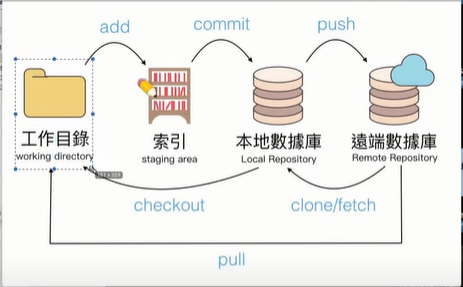 add
commit
push
工作目錄
working directory
索引
staging area
本地數據庫
Local Repository
遠端數據庫
Remote Repository
checkout
clone/fetch
pull